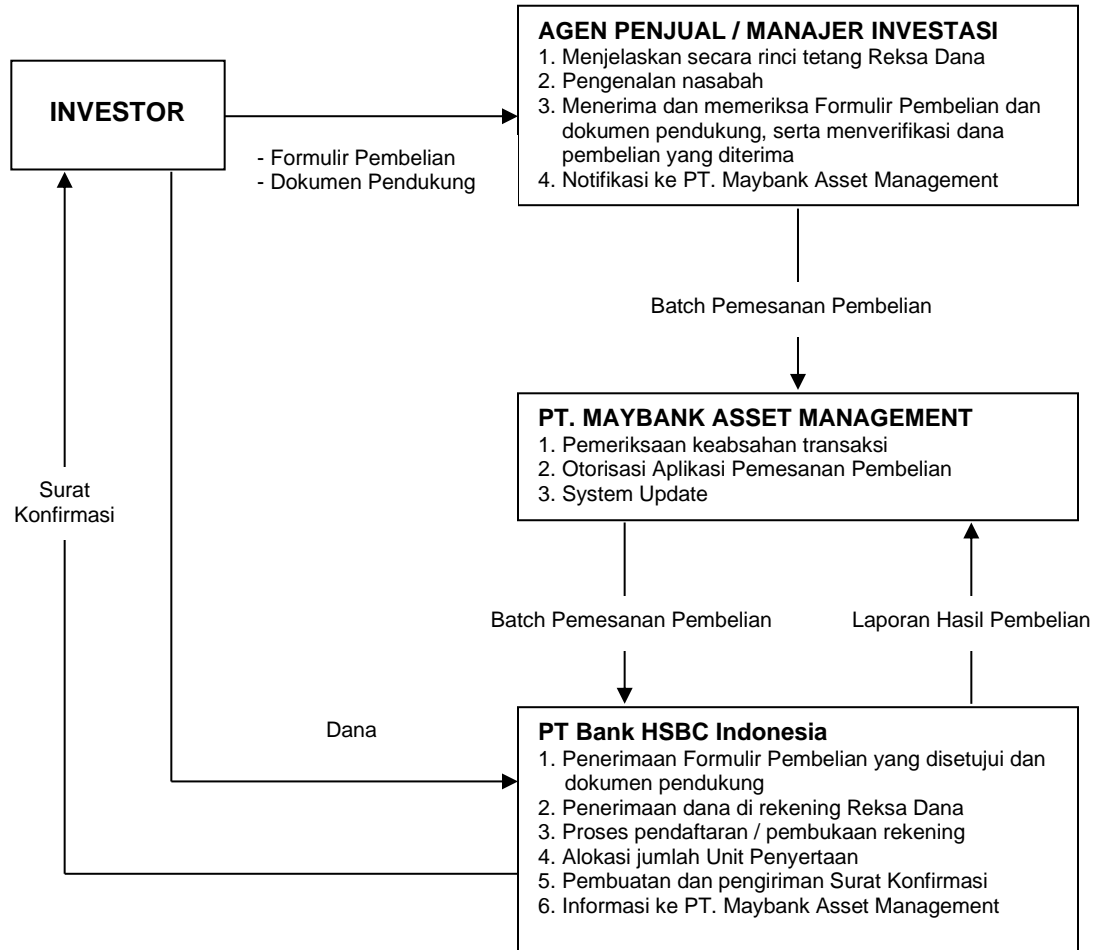 AGEN PENJUAL / MANAJER INVESTASI
1. Menjelaskan secara rinci tetang Reksa Dana
2. Pengenalan nasabah
3. Menerima dan memeriksa Formulir Pembelian dan
dokumen pendukung, serta menverifikasi dana
pembelian yang diterima
4. Notifikasi ke PT. Maybank Asset Management
INVESTOR
- Formulir Pembelian
- Dokumen Pendukung
Batch Pemesanan Pembelian
PT. MAYBANK ASSET MANAGEMENT
1. Pemeriksaan keabsahan transaksi
2. Otorisasi Aplikasi Pemesanan Pembelian
3. System Update
Surat
Konfirmasi
Batch Pemesanan Pembelian
Laporan Hasil Pembelian
Dana
PT Bank HSBC Indonesia
1. Penerimaan Formulir Pembelian yang disetujui dan
dokumen pendukung
2. Penerimaan dana di rekening Reksa Dana
3. Proses pendaftaran / pembukaan rekening
4. Alokasi jumlah Unit Penyertaan
5. Pembuatan dan pengiriman Surat Konfirmasi
6. Informasi ke PT. Maybank Asset Management